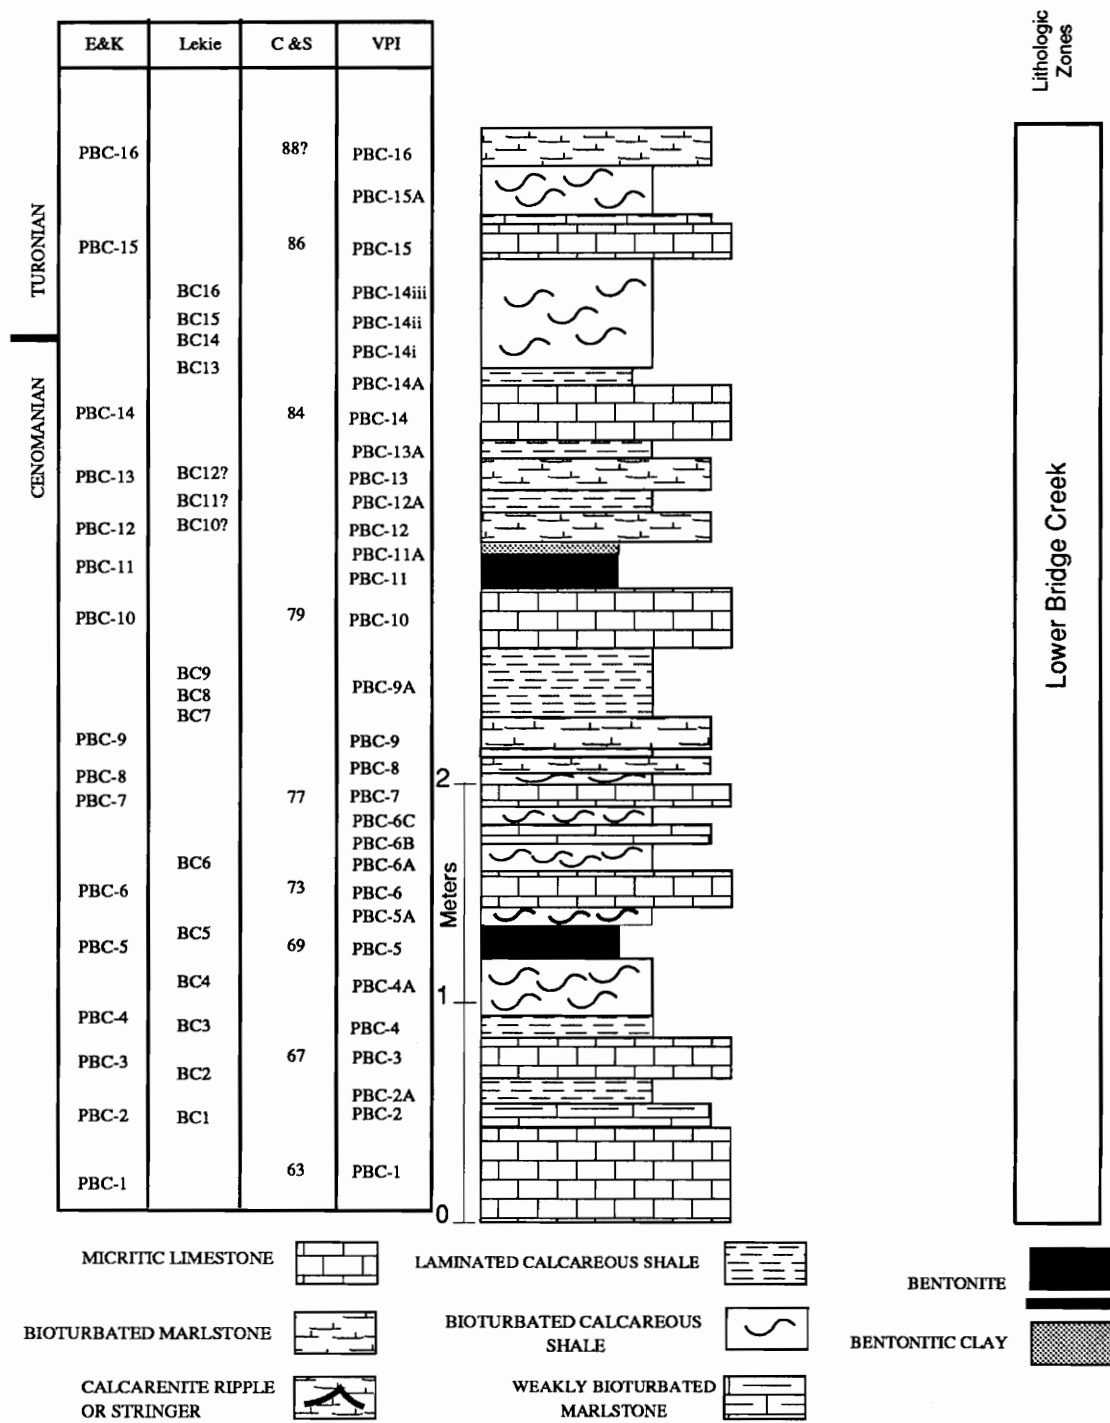 E&K Lekie C &S VPI
Lithologic
Zones
PBC-16 88? PBC-16
PBC-15A
PBC-15 86 PBC-15
TURONIAN
BC16 PBC-14iii
BC15 PBC-14ii
BC14
PBC-14i
BC13
PBC-14A
PBC-14 84 PBC-14
CENOMANIAN
PBC-13A
PBC-13 BC12? PBC-13
BC11? PBC-12A
PBC-12 BC10? PBC-12
PBC-11A
PBC-11
PBC-11
PBC-10 79 PBC-10
Lower Bridge Creek
BC9
PBC-9A
BC8
BC7
PBC-9 PBC-9
PBC-8
PBC-8
2
PBC-7 77 PBC-7
PBC-6C
PBC-6B
BC6 PBC-6A
PBC-6 73 PBC-6
Meters
PBC-5A
BC5
PBC-5 69 PBC-5
BC4 PBC-4A
1
PBC-4
BC3 PBC-4
PBC-3 67 PBC-3
BC2
PBC-2A
PBC-2 BC1 PBC-2
PBC-1 63 PBC-1
0
MICRITIC LIMESTONE
LAMINATED CALCAREOUS SHALE
BENTONITE
BIOTURBATED MARLSTONE
BIOTURBATED CALCAREOUS
SHALE
BENTONITIC CLAY
CALCARENITE RIPPLE
OR STRINGER
WEAKLY BIOTURBATED
MARLSTONE